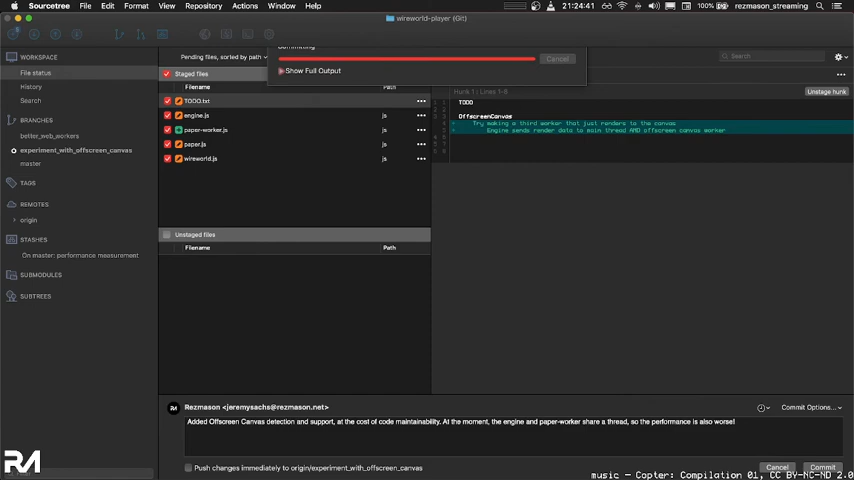 Sourcetree File Edit View Repository Actions Window Help 21:24:41 100% rezmason_streaming
wireworld-player (Git)
Pending files, sorted by path
Committing
Cancel
Show Full Output
Search
WORKSPACE
File status
History
Search
BRANCHES
better_web_workers
experiment_with_offscreen_canvas
master
TAGS
REMOTES
origin
STASHES
On master: performance measurement
SUBMODULES
SUBTREES
Staged files
Filename Path
TODO.txt
engine.js js
paper-worker.js js
paper.js js
wireworld.js js
Unstaged files
Filename Path
Hunk 1 : Lines 1-8
Unstage hunk
TODO
OffscreenCanvas
Try making a third worker that just renders to the canvas
Engine sends render data to main thread AND offscreen canvas worker
Rezmason <jeremysachs@rezmason.net>
Commit Options...
Added Offscreen Canvas detection and support, at the cost of code maintainability. At the moment, the engine and paper-worker share a thread, so the performance is also worse!
Push changes immediately to origin/experiment_with_offscreen_canvas
Cancel Commit
music - Copter: Compilation 01, CC BY-NC-ND 2.0